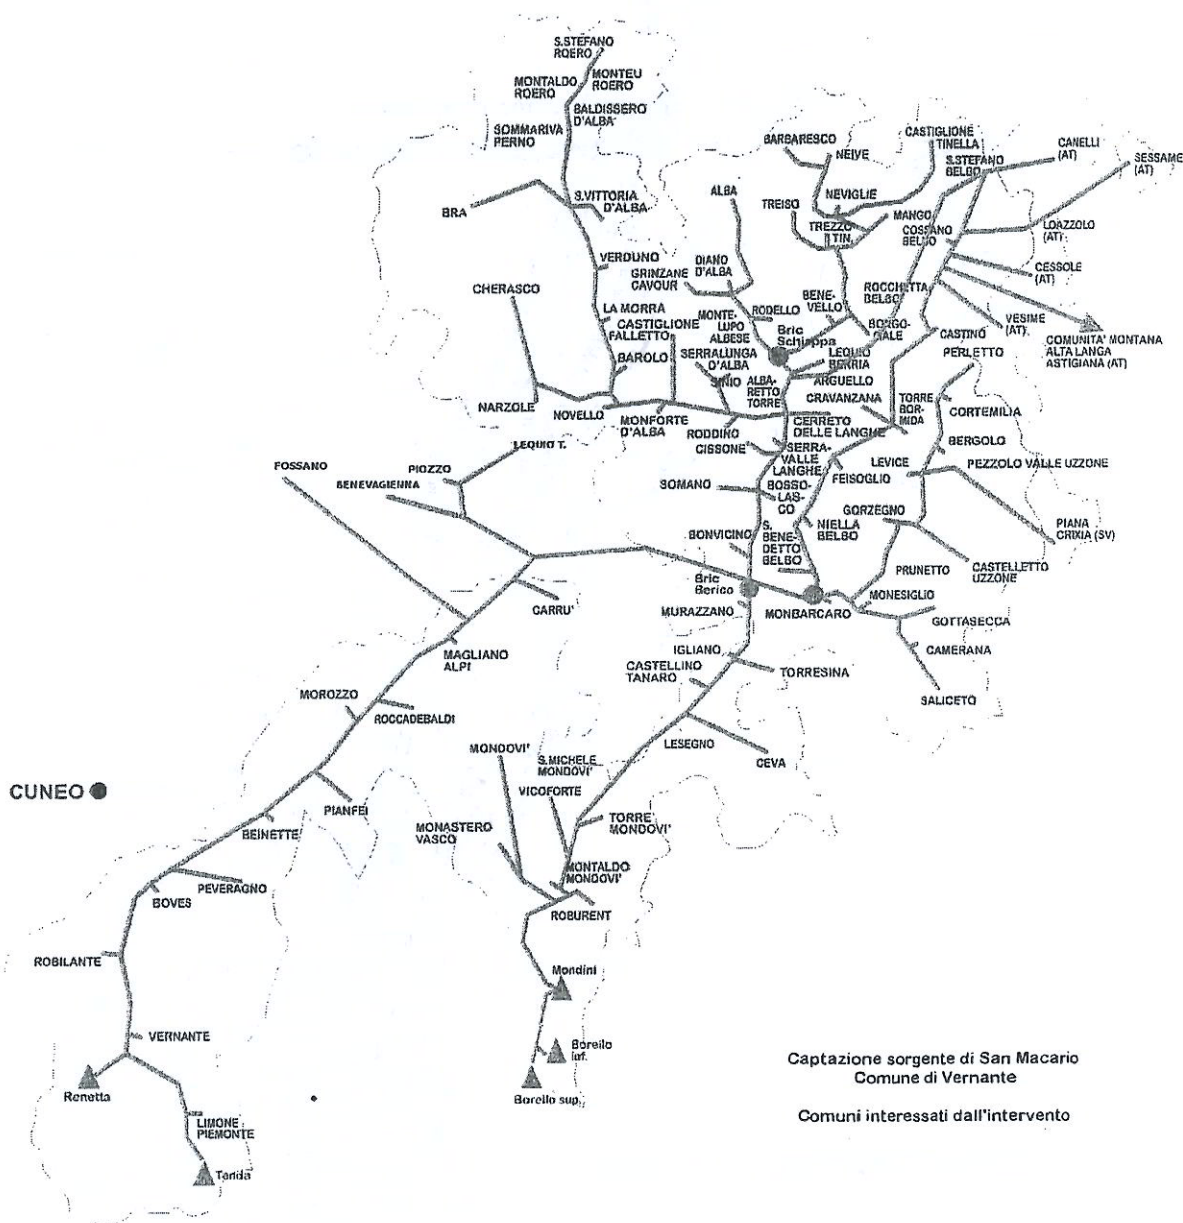 S.STEFANO
ROERO
MONTEU
ROERO
MONTALDO
ROERO
BALDISSERO
D'ALBA
SOMMARIVA
PERNO
S.VITTORIA
D'ALBA
BRA
VERDUNO
CHERASCO
LA MORRA
CASTIGLIONE
FALLETTO
BAROLO
NARZOLE
NOVELLO
MONFORTE
D'ALBA
SERRALUNGA
D'ALBA
SINIO
RODDINO
CISSONE
BARBARESCO
NEIVE
CASTIGLIONE
TINELLA
S.STEFANO
BELBO
CANELLI
(AT)
SESSAME
(AT)
ALBA
TREISO
NEVIGLIE
MANGO
TREZZO
TIN.
COSSANO
BELBO
LOAZZOLO
(AT)
CESSOLE
(AT)
VESIME
(AT)
COMUNITA' MONTANA
ALTA LANGA
ASTIGIANA (AT)
DIANO
D'ALBA
GRINZANE
CAVOUR
RODELLO
MONTE-
LUPO
ALBESE
Bric
Schiappa
BENE-
VELLO
ROCCHETTA
BELBO
BORGO-
MALE
CASTINO
PERLETTO
LEQUIO
BERRIA
ARGUELLO
ALBA-
RETTO
TORRE
CRAVANZANA
TORRE
BOR-
MIDA
CORTEMILIA
CERRETO
DELLE LANGHE
BERGOLO
SERRA-
VALLE
LANGHE
LEVICE
PEZZOLO VALLE UZZONE
FEISOGLIO
BOSSO-
LAS-
CO
SOMANO
GORZEGNO
NIELLA
BELBO
PIANA
CRIXIA (SV)
S.
BENE-
DETTO
BELBO
BONVICINO
PRUNETTO
CASTELLETTO
UZZONE
Bric
Berico
MURAZZANO
MONBARCARO
MONESIGLIO
GOTTASECCA
CAMERANA
SALICETO
IGLIANO
CASTELLINO
TANARO
TORRESINA
LESEGNO
CEVA
FOSSANO
LEQUIO T.
PIOZZO
BENEVAGIENNA
CARRU'
MAGLIANO
ALPI
MOROZZO
ROCCADEBALDI
MONDOVI'
S.MICHELE
MONDOVI'
VICOFORTE
TORRE
MONDOVI'
MONASTERO
VASCO
MONTALDO
MONDOVI'
ROBURENT
CUNEO
PIANFEI
BEINETTE
PEVERAGNO
BOVES
ROBILANTE
VERNANTE
Renetta
LIMONE
PIEMONTE
Tenda
Mondini
Borello
inf.
Borello sup.
Captazione sorgente di San Macario
Comune di Vernante
Comuni interessati dall'intervento